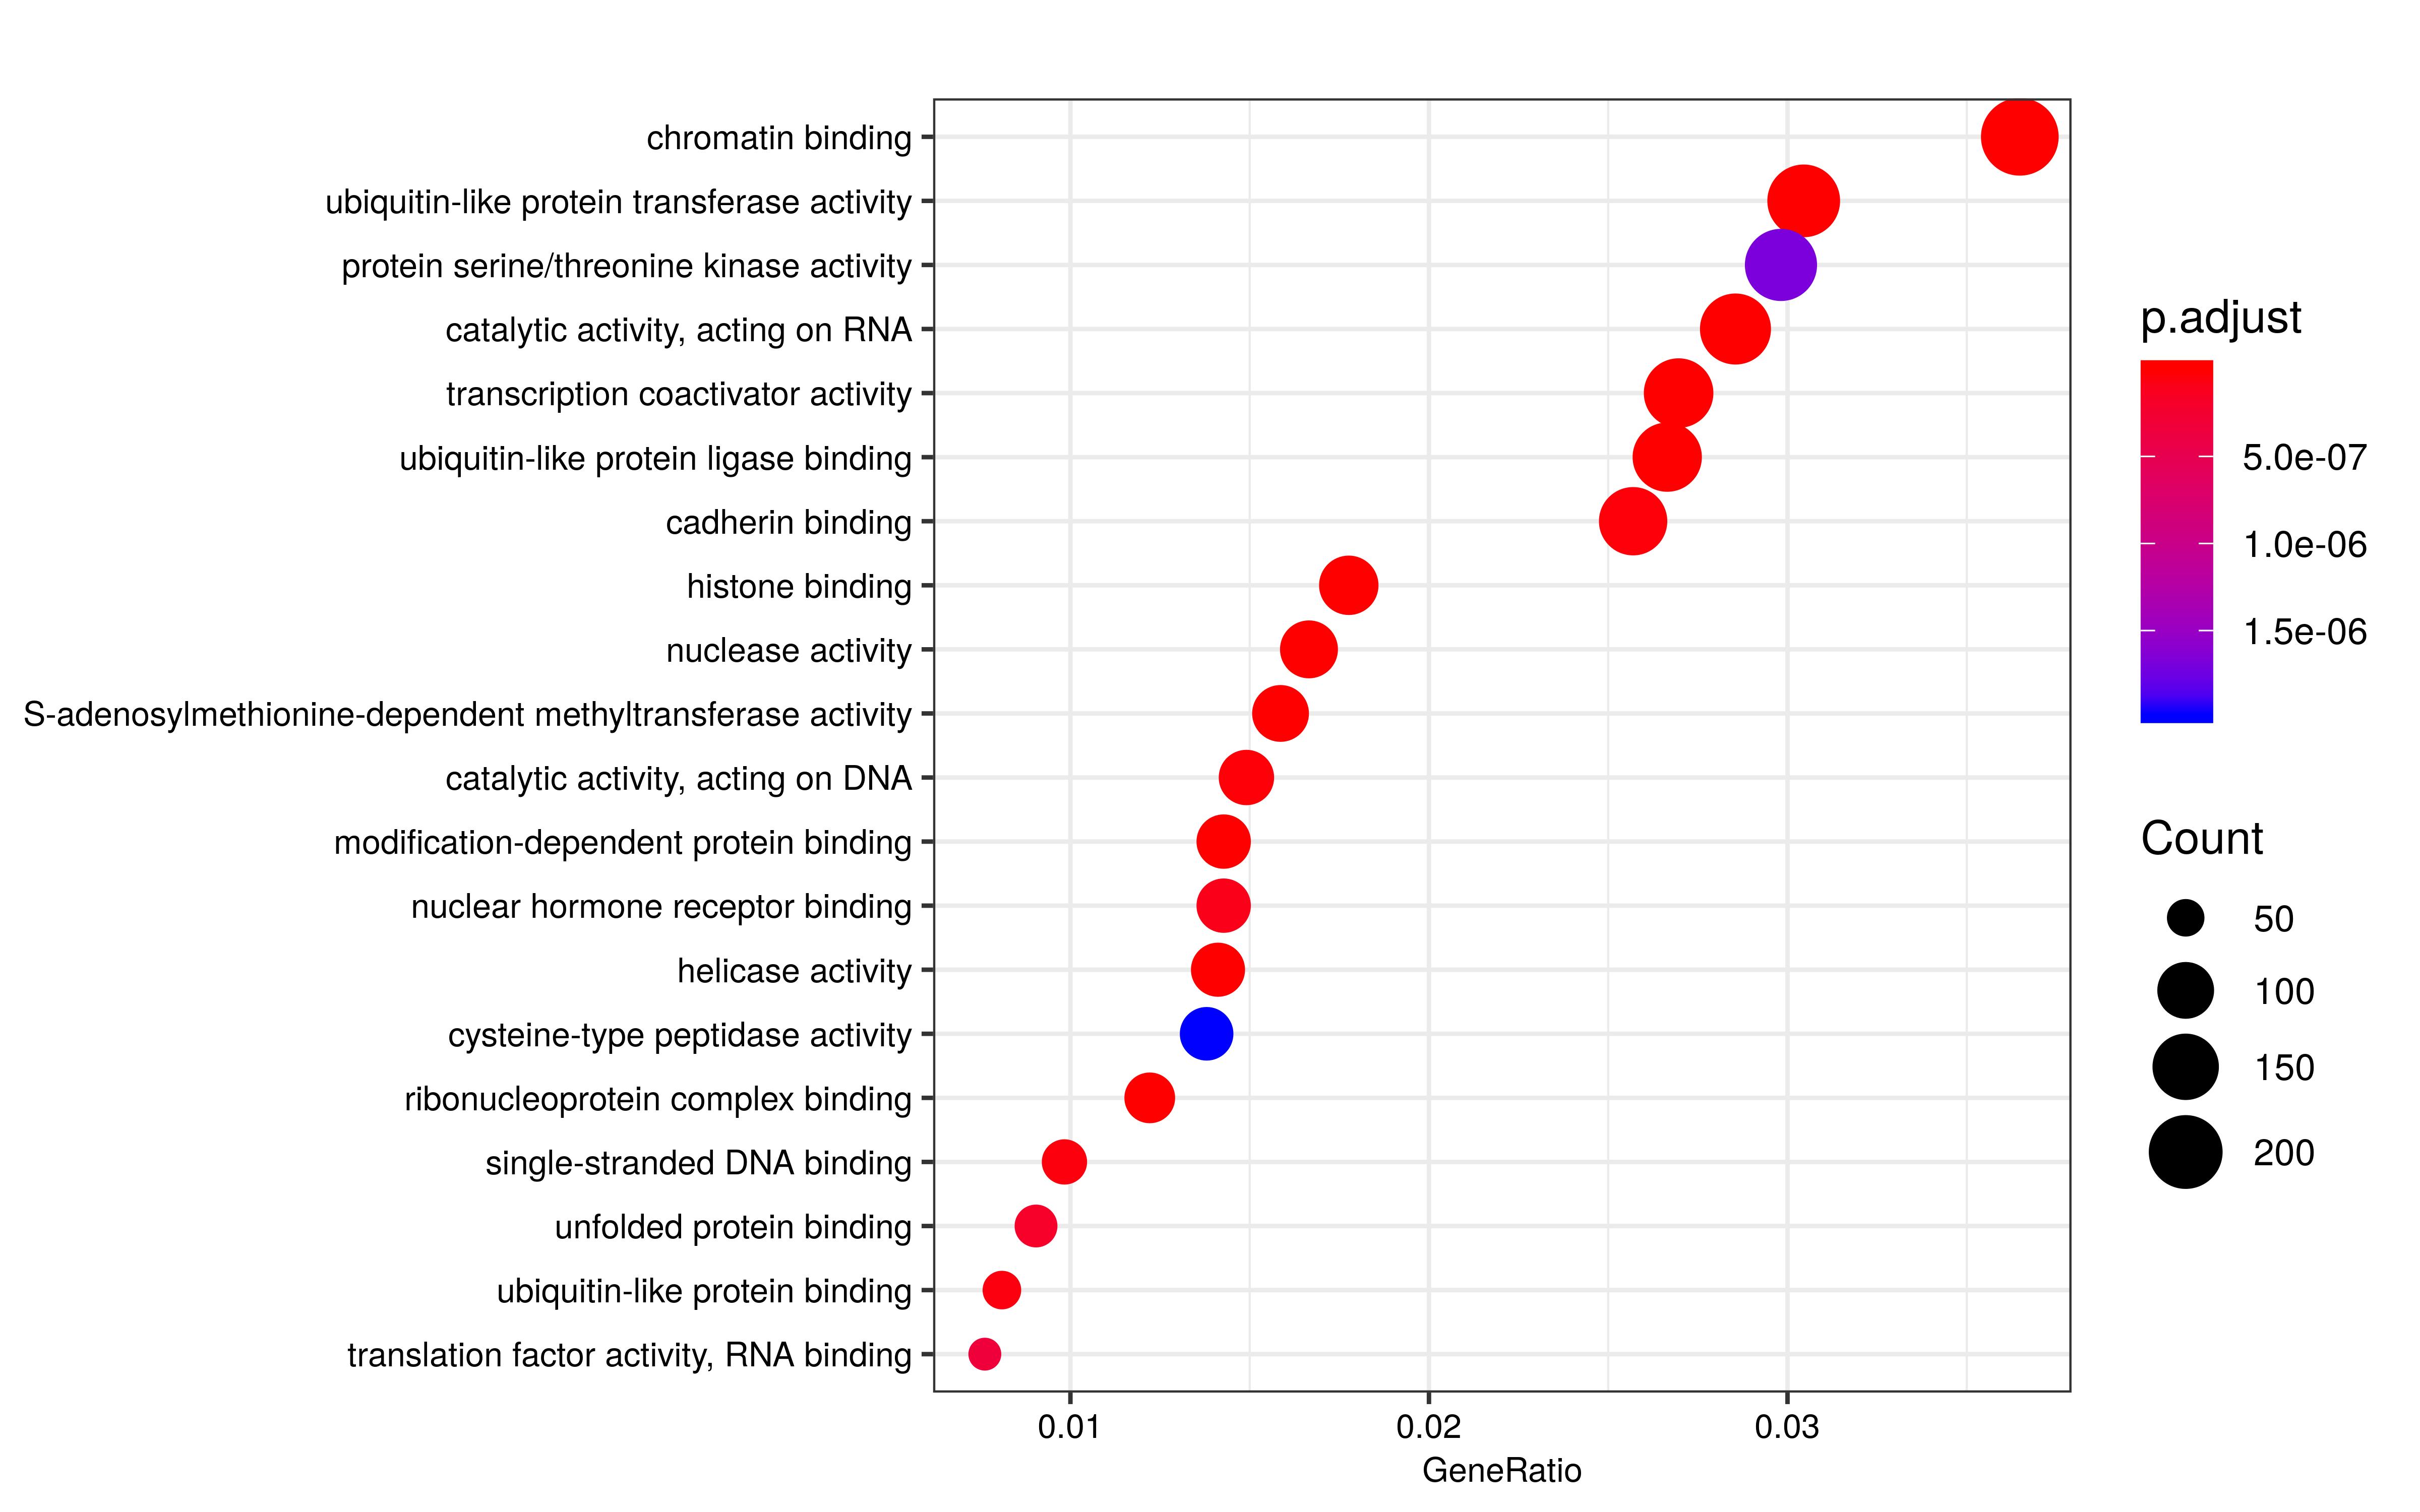 chromatin binding
ubiquitin-like protein transferase activity
protein serine/threonine kinase activity
catalytic activity, acting on RNA
transcription coactivator activity
ubiquitin-like protein ligase binding
cadherin binding
histone binding
nuclease activity
S-adenosylmethionine-dependent methyltransferase activity
catalytic activity, acting on DNA
modification-dependent protein binding
nuclear hormone receptor binding
helicase activity
cysteine-type peptidase activity
ribonucleoprotein complex binding
single-stranded DNA binding
unfolded protein binding
ubiquitin-like protein binding
translation factor activity, RNA binding
0.01 0.02 0.03
GeneRatio
p.adjust
5.0e-07
1.0e-06
1.5e-06
Count
50
100
150
200